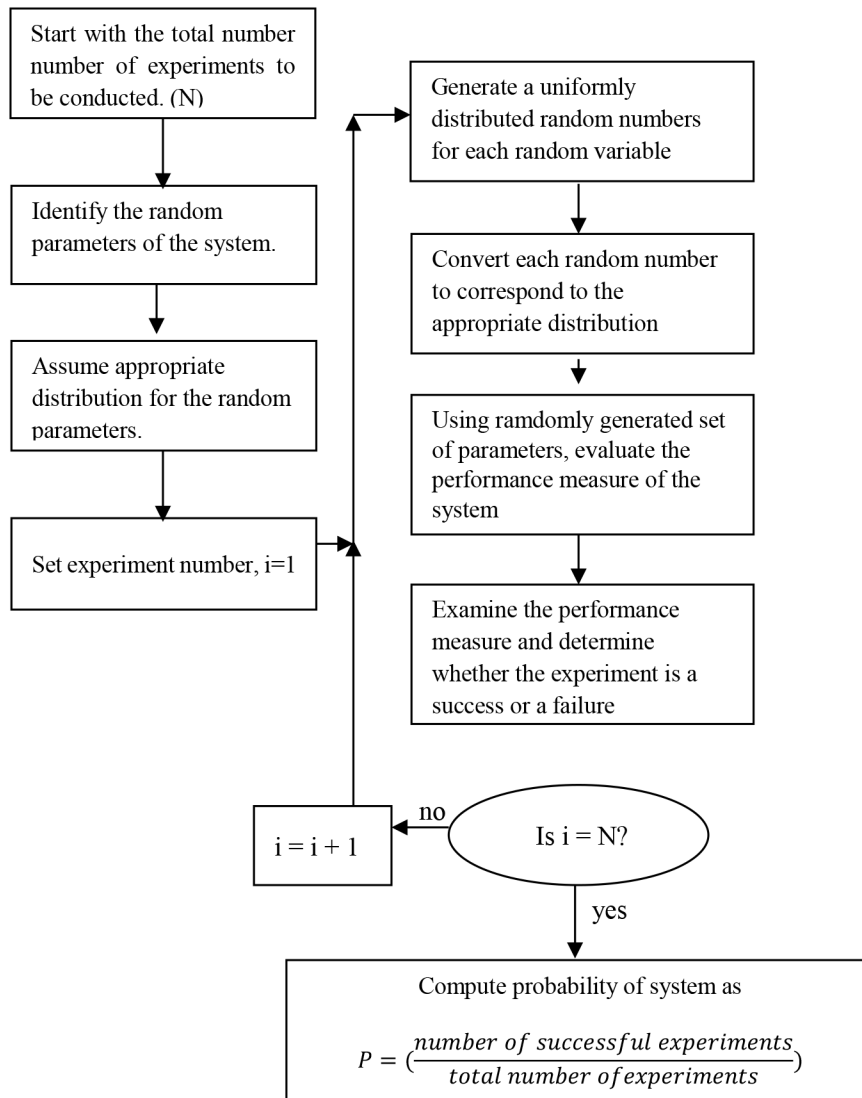 Start with the total number
number of experiments to
be conducted. (N)
Identify the random
parameters of the system.
Assume appropriate
distribution for the random
parameters.
Set experiment number, i=1
Generate a uniformly
distributed random numbers
for each random variable
Convert each random number
to correspond to the
appropriate distribution
Using ramdomly generated set
of parameters, evaluate the
performance measure of the
system
Examine the performance
measure and determine
whether the experiment is a
success or a failure
Is i = N?
no
i = i + 1
yes
Compute probability of system as
P = (number of successful experiments
total number ofexperiments)